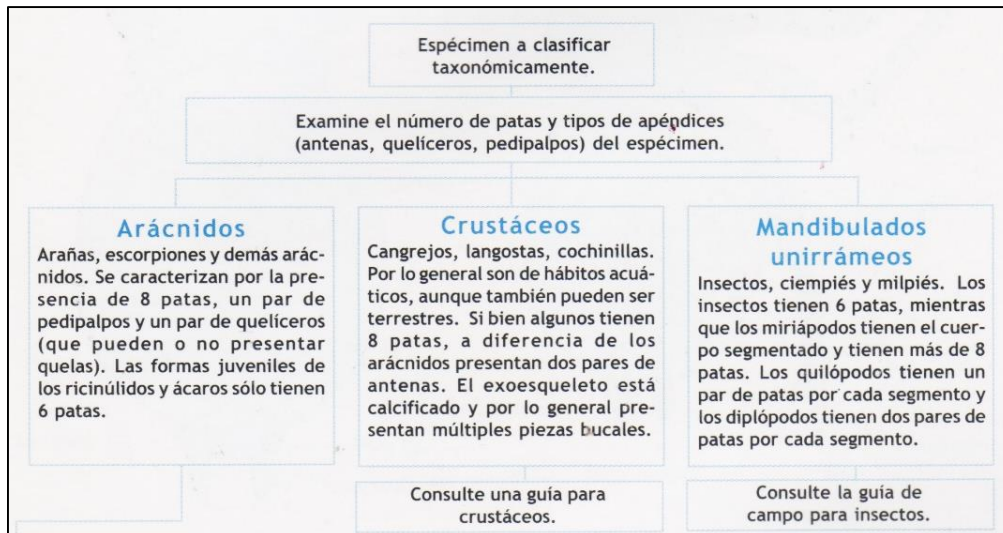 Espécimen a clasificar
taxonómicamente.
Examine el número de patas y tipos de apéndices
(antenas, quelíceros, pedipalpos) del espécimen.
Arácnidos
Arañas, escorpiones y demás arác-
nidos. Se caracterizan por la pre-
sencia de 8 patas, un par de
pedipalpos y un par de quelíceros
(que pueden o no presentar
quelas). Las formas juveniles de
los ricinúlidos y ácaros sólo tienen
6 patas.
Crustáceos
Cangrejos, langostas, cochinillas.
Por lo general son de hábitos acuá-
ticos, aunque también pueden ser
terrestres. Si bien algunos tienen
8 patas, a diferencia de los
arácnidos presentan dos pares de
antenas. El exoesqueleto está
calcificado y por lo general pre-
sentan múltiples piezas bucales.
Consulte una guía para
crustáceos.
Mandibulados
unirrámeos
Insectos, ciempiés y milpiés. Los
insectos tienen 6 patas, mientras
que los miriápodos tienen el cuer-
po segmentado y tienen más de 8
patas. Los quilópodos tienen un
par de patas por cada segmento y
los diplópodos tienen dos pares de
patas por cada segmento.
Consulte la guía de
campo para insectos.